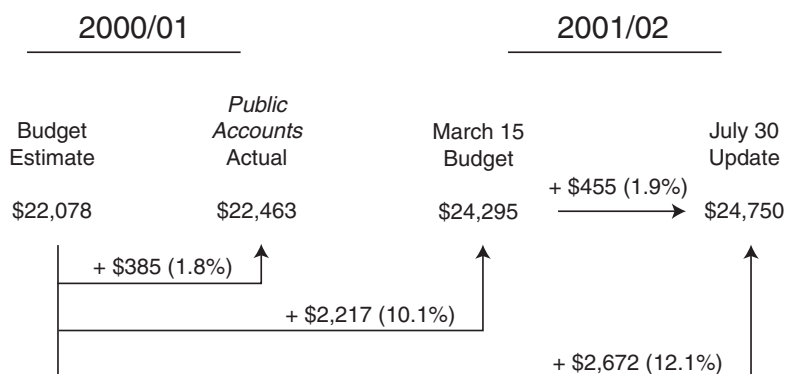 2000/01
2001/02
Budget
Estimate
Public
Accounts
Actual
March 15
Budget
July 30
Update
$22,078
$22,463
$24,295
+ $455 (1.9%)
$24,750
+ $385 (1.8%)
+ $2,217 (10.1%)
+ $2,672 (12.1%)